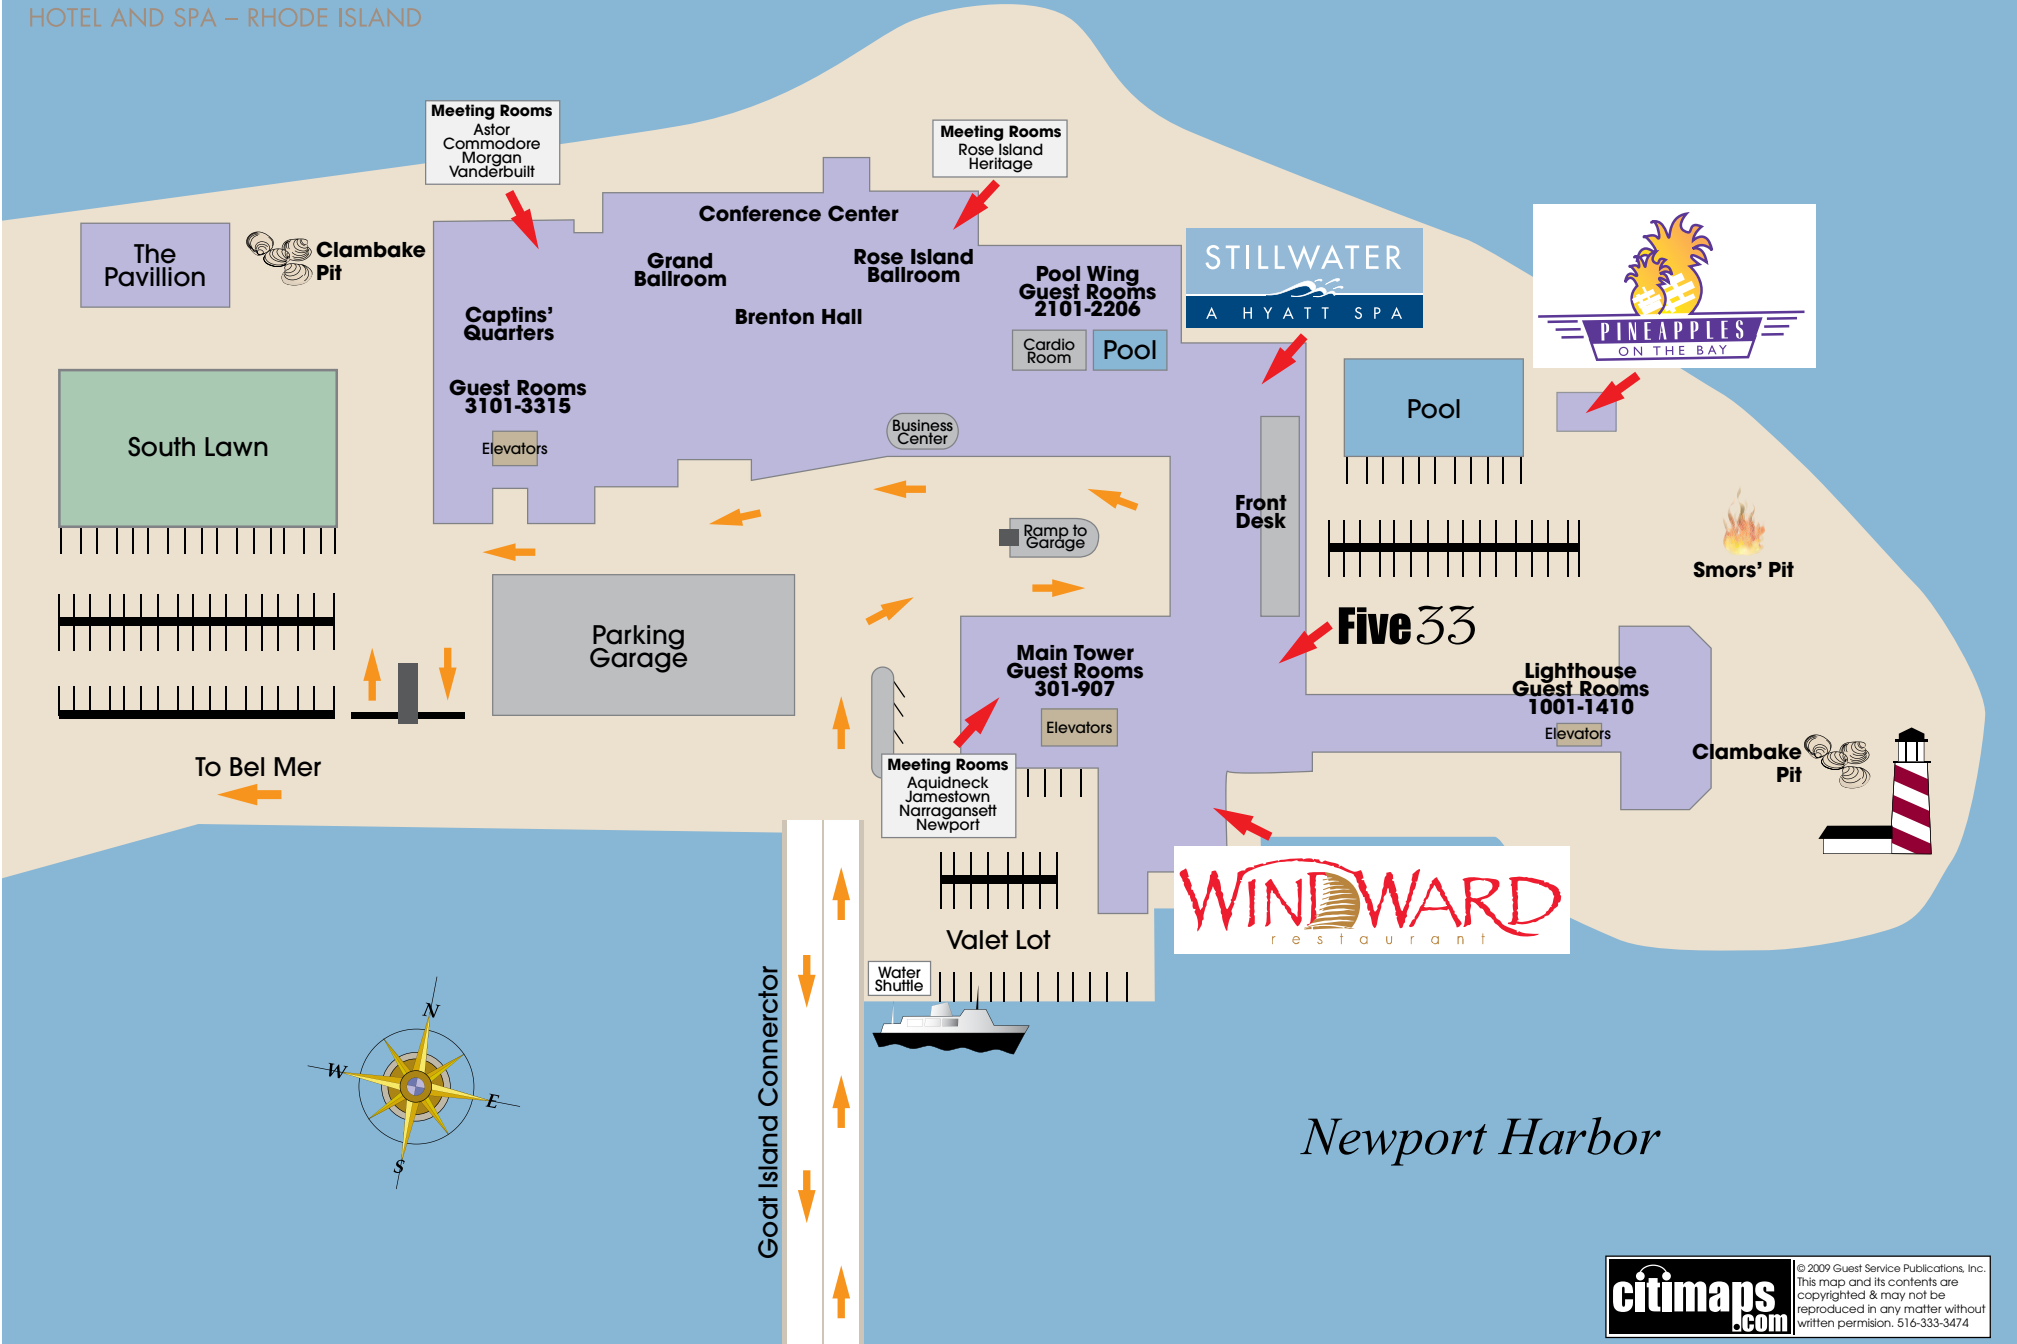 HOTEL AND SPA – RHODE ISLAND
Meeting Rooms
Astor
Commodore
Morgan
Vanderbuilt
Meeting Rooms
Rose Island
Heritage
The
Pavillion
Clambake
Pit
Conference Center
Grand
Ballroom
Rose Island
Ballroom
Brenton Hall
Captins'
Quarters
Guest Rooms
3101-3315
Elevators
Pool Wing
Guest Rooms
2101-2206
Cardio
Room
Pool
Business
Center
STILLWATER
A HYATT SPA
PINEAPPLES
ON THE BAY
Pool
South Lawn
Front
Desk
Ramp to
Garage
Smors' Pit
Five33
Parking
Garage
Main Tower
Guest Rooms
301-907
Elevators
Lighthouse
Guest Rooms
1001-1410
Elevators
Clambake
Pit
To Bel Mer
Meeting Rooms
Aquidneck
Jamestown
Narragansett
Newport
WINDWARD
restaurant
Valet Lot
Water
Shuttle
Goat Island Connerctor
N
W
E
S
Newport Harbor
citimaps
.com
© 2009 Guest Service Publications, Inc.
This map and its contents are
copyrighted & may not be
reproduced in any matter without
written permision. 516-333-3474